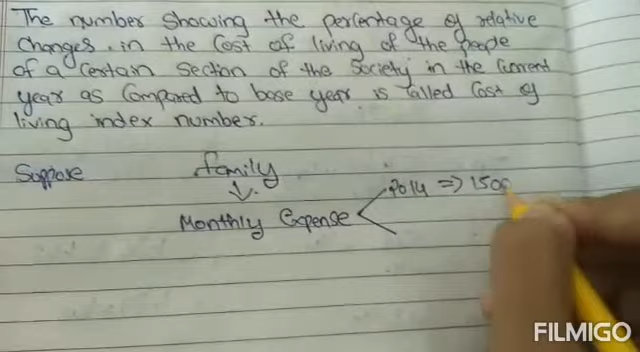 The number showing the percentage of relative
changes in the Cost of living of the people
of a certain section of the society in the current
year as Compared to base year is called Cost of
living index number.
Suppose family
Monthly Expense
2014 => 1500
FILMIGO